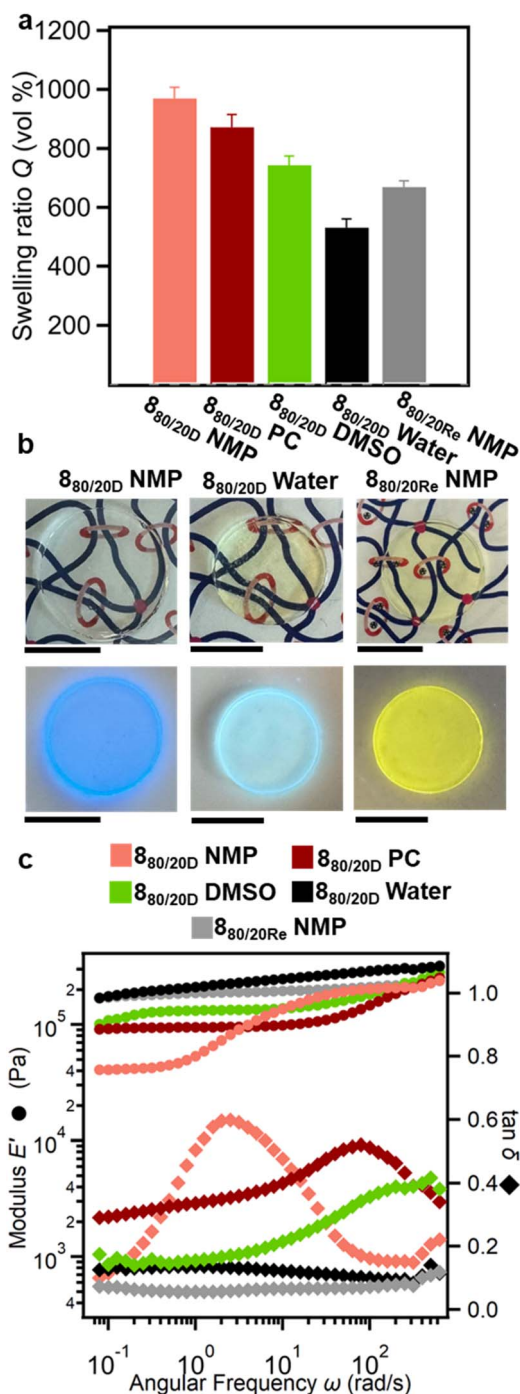 a
1200
1000
800
600
400
200
Swelling ratio Q (vol %)
8₈₀/₂₀D NMP
8₈₀/₂₀D PC
8₈₀/₂₀D DMSO
8₈₀/₂₀D Water
8₈₀/₂₀Re NMP
b
8₈₀/₂₀D NMP 8₈₀/₂₀D Water 8₈₀/₂₀Re NMP
c
8₈₀/₂₀D NMP 8₈₀/₂₀D PC
8₈₀/₂₀D DMSO 8₈₀/₂₀D Water
8₈₀/₂₀Re NMP
Modulus E′ ● (Pa)
2
10⁵
4
2
10⁴
4
2
10³
4
1.0
0.8
0.6
0.4
0.2
0.0
tan δ ◆
10⁻¹ 10⁰ 10¹ 10²
Angular Frequency ω (rad/s)